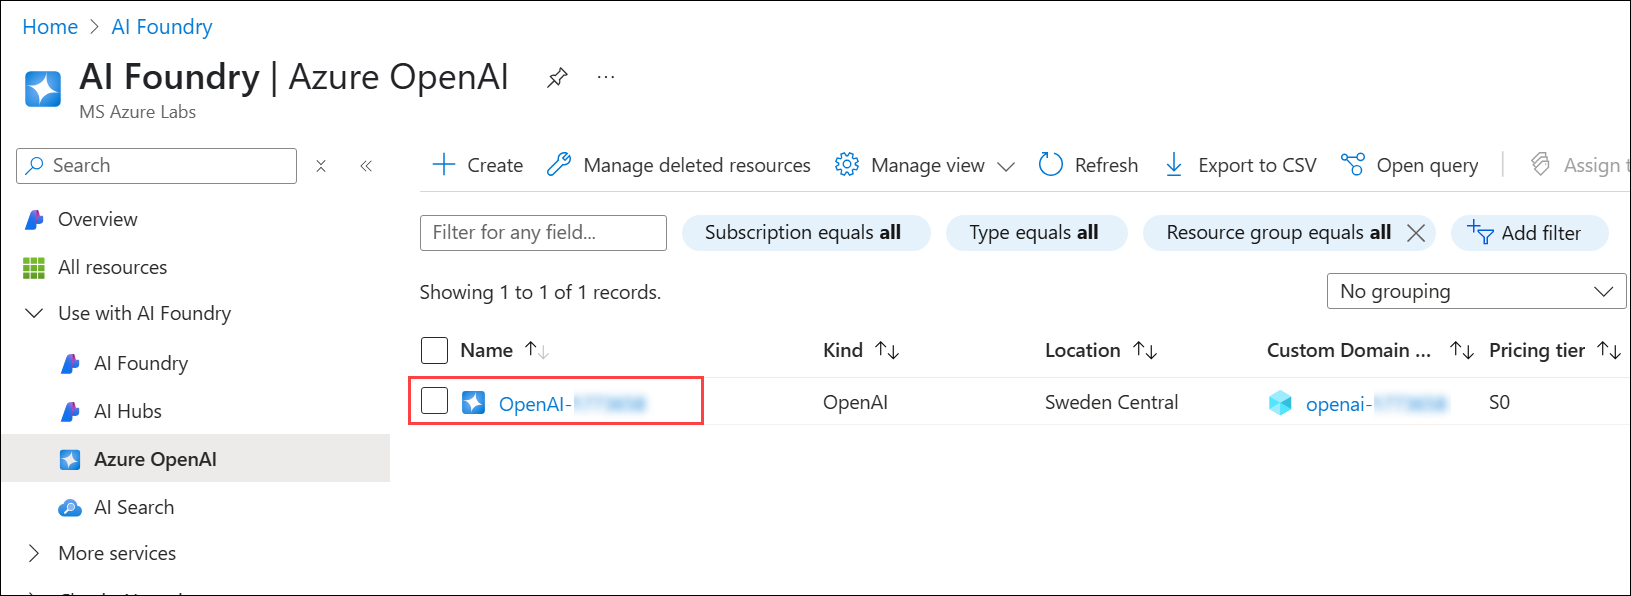 Home > AI Foundry
AI Foundry | Azure OpenAI
MS Azure Labs
Search
Create
Manage deleted resources
Manage view
Refresh
Export to CSV
Open query
Assign t
Overview
All resources
Use with AI Foundry
AI Foundry
AI Hubs
Azure OpenAI
AI Search
More services
Filter for any field...
Subscription equals all
Type equals all
Resource group equals all
Add filter
Showing 1 to 1 of 1 records.
No grouping
Name
Kind
Location
Custom Domain ...
Pricing tier
OpenAI-
OpenAI
Sweden Central
openai-
S0